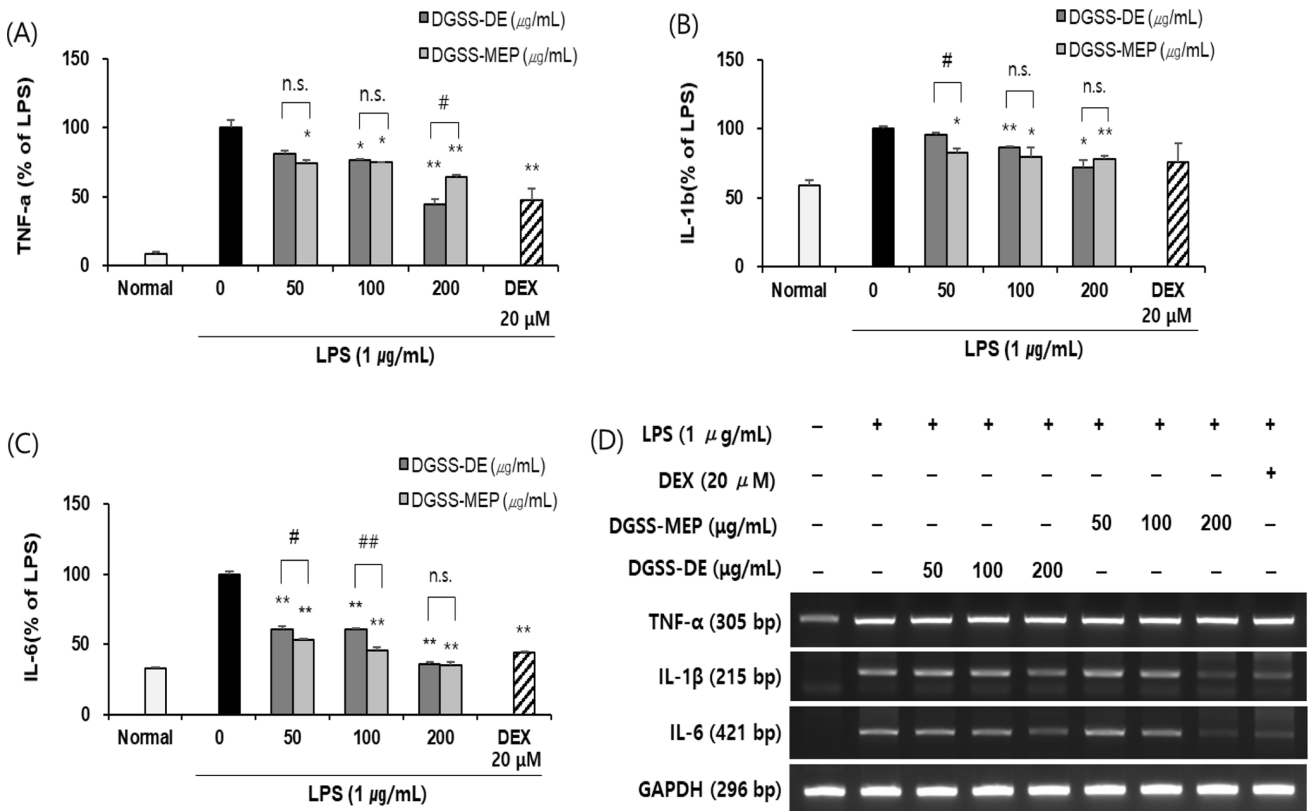 (A)
DGSS-DE (㎍/mL)
DGSS-MEP (㎍/mL)
TNF-a (% of LPS)
150
100
50
0
n.s.
n.s.
#
*
*
*
**
**
**
Normal
0
50
100
200
DEX
20 μM
LPS (1 ㎍/mL)
(B)
DGSS-DE (㎍/mL)
DGSS-MEP (㎍/mL)
IL-1b(% of LPS)
150
100
50
0
#
n.s.
n.s.
*
**
*
*
**
Normal
0
50
100
200
DEX
20 μM
LPS (1 ㎍/mL)
(C)
DGSS-DE (㎍/mL)
DGSS-MEP (㎍/mL)
IL-6(% of LPS)
150
100
50
0
#
##
n.s.
**
**
**
**
**
**
**
Normal
0
50
100
200
DEX
20 μM
LPS (1 ㎍/mL)
(D)
LPS (1 μg/mL) – + + + + + + + +
DEX (20 μM) – – – – – – – – +
DGSS-MEP (μg/mL) – – – – – 50 100 200 –
DGSS-DE (μg/mL) – – 50 100 200 – – – –
TNF-α (305 bp)
IL-1β (215 bp)
IL-6 (421 bp)
GAPDH (296 bp)